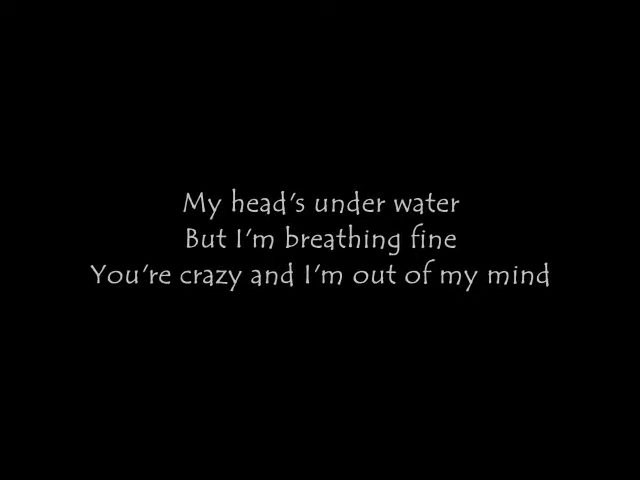 My head's under water
But I'm breathing fine
You're crazy and I'm out of my mind